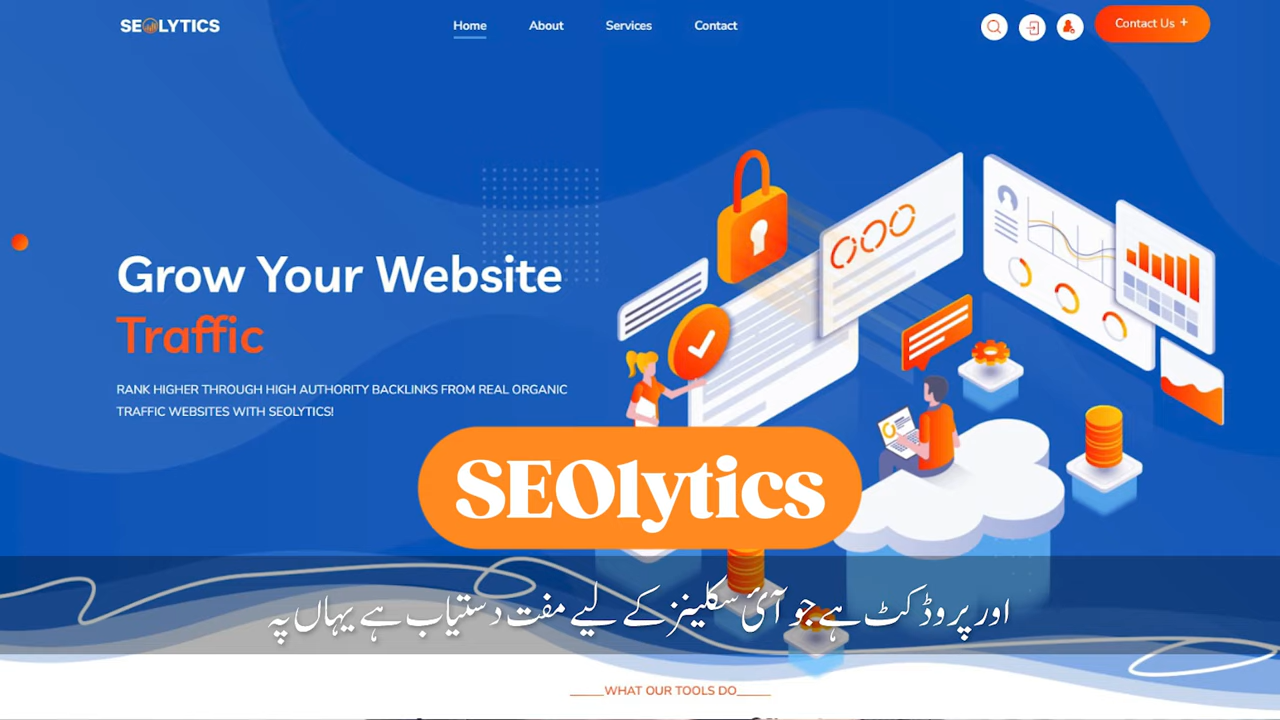 SEOLYTICS
Home About Services Contact
Contact Us +
Grow Your Website
Traffic
RANK HIGHER THROUGH HIGH AUTHORITY BACKLINKS FROM REAL ORGANIC
TRAFFIC WEBSITES WITH SEOLYTICS!
SEOlytics
اور پروڈکٹ ہے جو آئ سکلینز کے لیے مفت دستیاب ہے یہاں پہ
WHAT OUR TOOLS DO